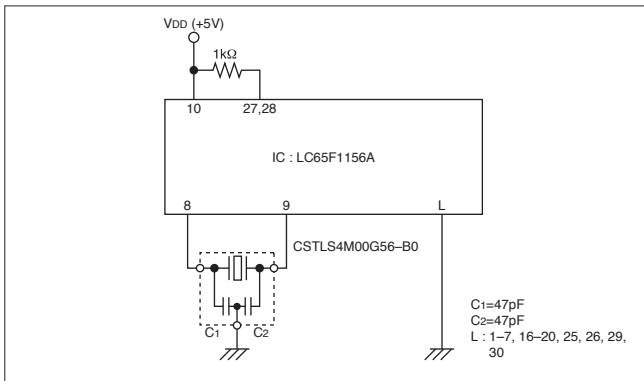 VDD (+5V)
1kΩ
10
27,28
IC : LC65F1156A
8
9
L
CSTLS4M00G56–B0
C1
C2
C1=47pF
C2=47pF
L : 1–7, 16–20, 25, 26, 29,
30